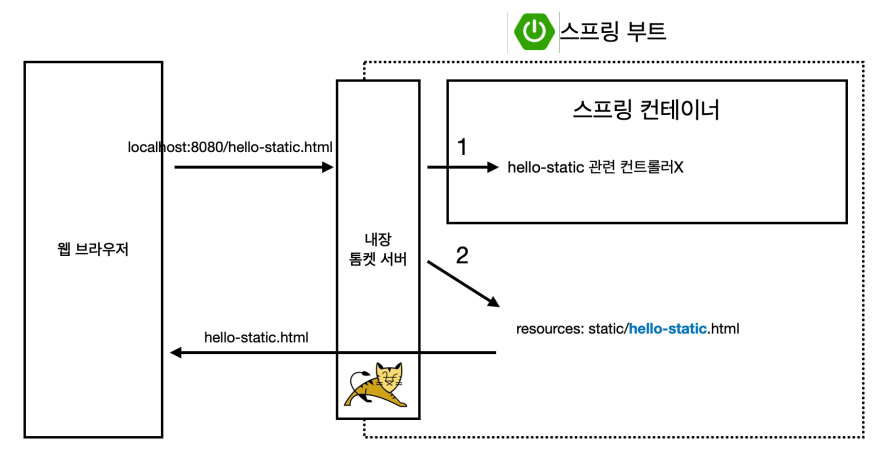 스프링 부트
스프링 컨테이너
localhost:8080/hello-static.html
1
hello-static 관련 컨트롤러X
웹 브라우저
내장
톰켓 서버
2
resources: static/hello-static.html
hello-static.html